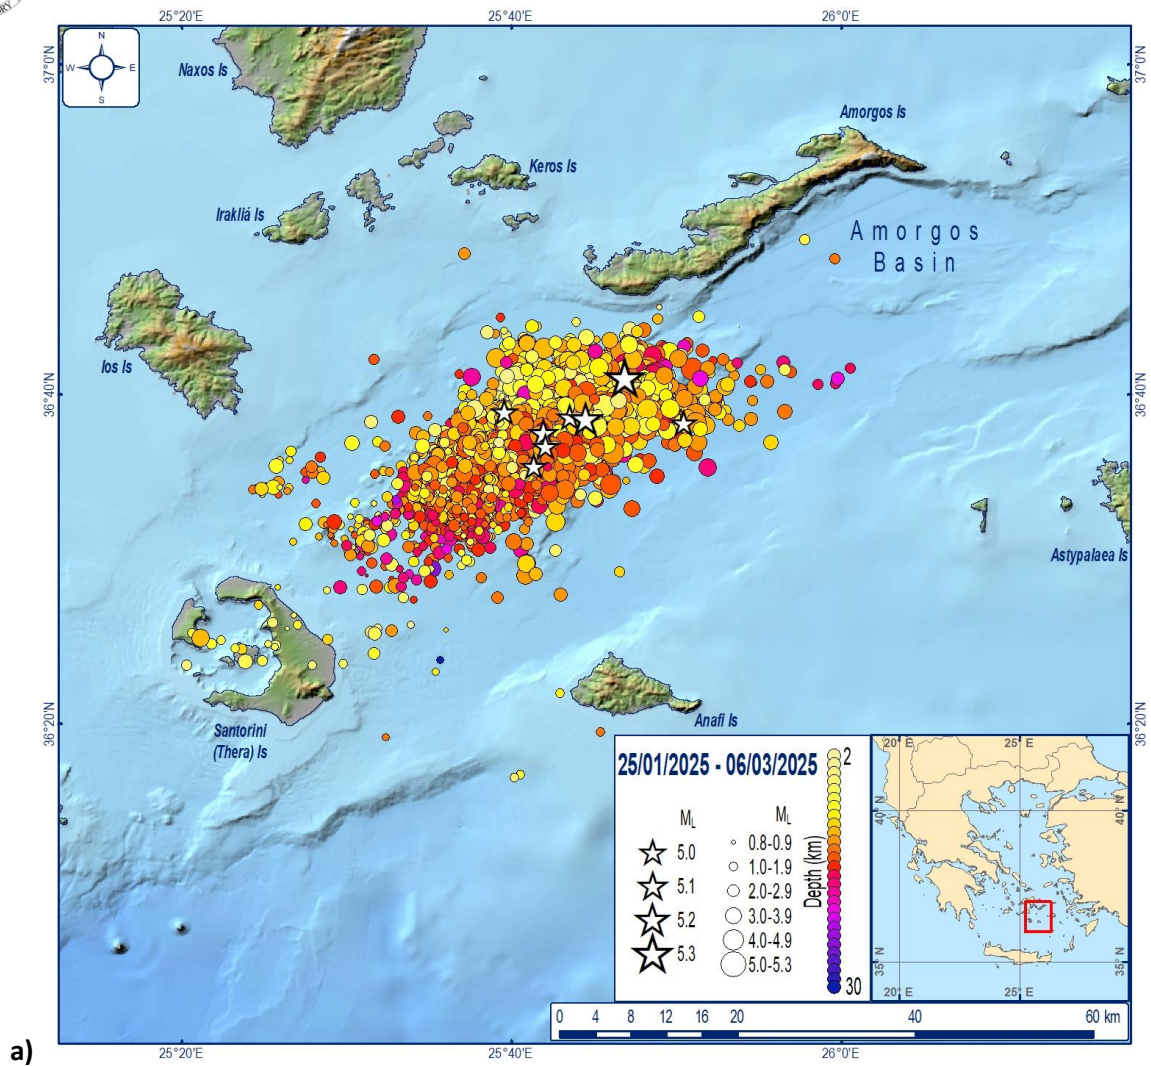 RY
25°20'E
25°40'E
26°0'E
N
W
E
S
37°0'N
37°0'N
Naxos Is
Amorgos Is
Keros Is
Irakliá Is
Amorgos
Basin
Ios Is
36°40'N
36°40'N
Astypalaea Is
Santorini
(Thera) Is
Anafi Is
36°20'N
36°20'N
25/01/2025 - 06/03/2025
2
ML
ML
5.0
5.1
5.2
5.3
0.8-0.9
1.0-1.9
2.0-2.9
3.0-3.9
4.0-4.9
5.0-5.3
Depth (km)
30
20° E
25° E
40° N
40° N
35° N
35° N
20° E
25° E
0 4 8 12 16 20 40 60 km
a)
25°20'E
25°40'E
26°0'E